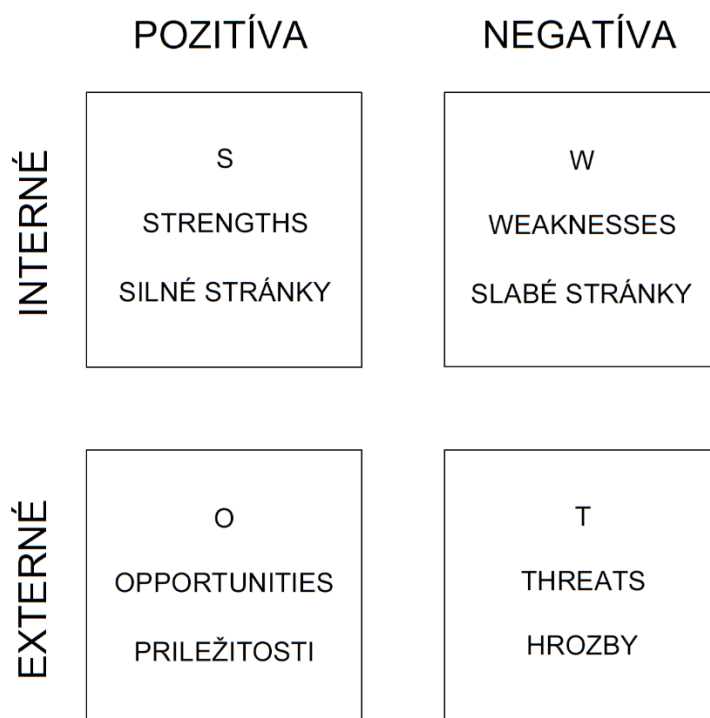 POZITÍVA
NEGATÍVA
INTERNÉ
S
STRENGTHS
SILNÉ STRÁNKY
W
WEAKNESSES
SLABÉ STRÁNKY
EXTERNÉ
O
OPPORTUNITIES
PRILEŽITOSTI
T
THREATS
HROZBY